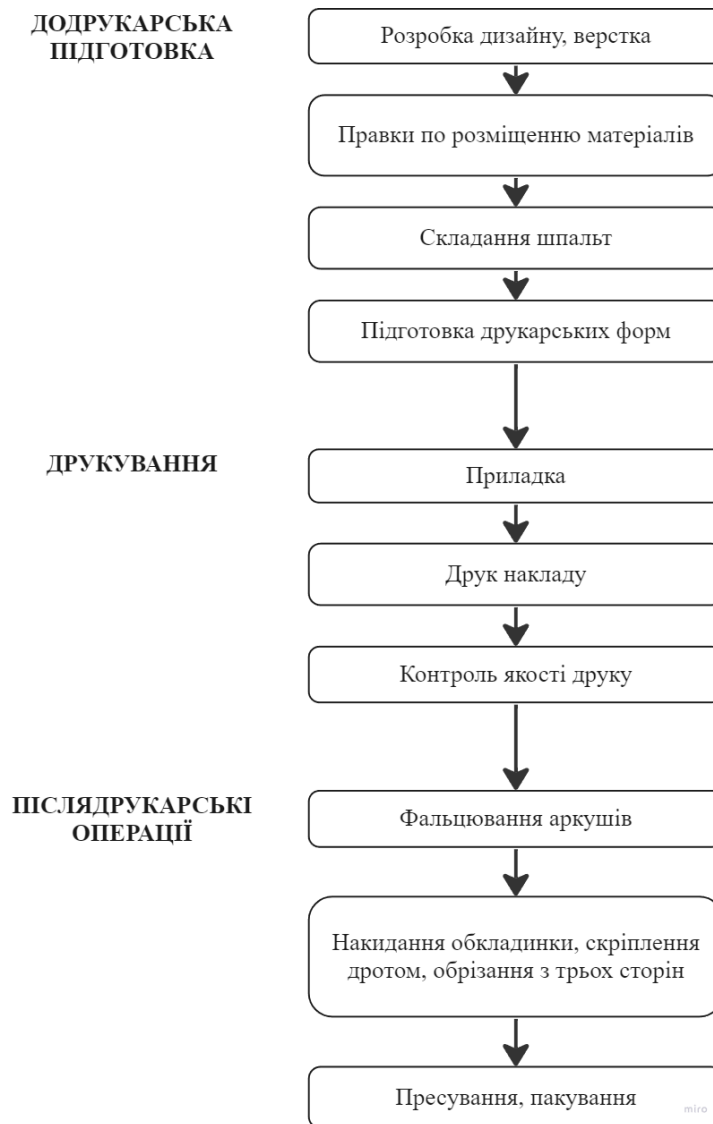 ДОДРУКАРСЬКА
ПІДГОТОВКА
Розробка дизайну, верстка
Правки по розміщенню матеріалів
Складання шпальт
Підготовка друкарських форм
ДРУКУВАННЯ
Приладка
Друк накладу
Контроль якості друку
ПІСЛЯДРУКАРСЬКІ
ОПЕРАЦІЇ
Фальцювання аркушів
Накидання обкладинки, скріплення
дротом, обрізання з трьох сторін
Пресування, пакування
miro